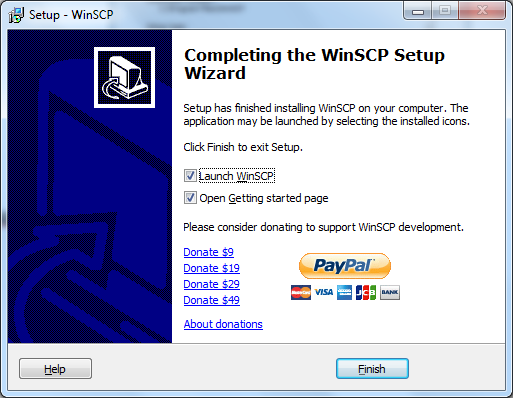 Setup - WinSCP
Completing the WinSCP Setup
Wizard
Setup has finished installing WinSCP on your computer. The
application may be launched by selecting the installed icons.
Click Finish to exit Setup.
Launch WinSCP
Open Getting started page
Please consider donating to support WinSCP development.
Donate $9
Donate $19
Donate $29
Donate $49
PayPal
MasterCard VISA AMEX JCB BANK
About donations
Help
Finish